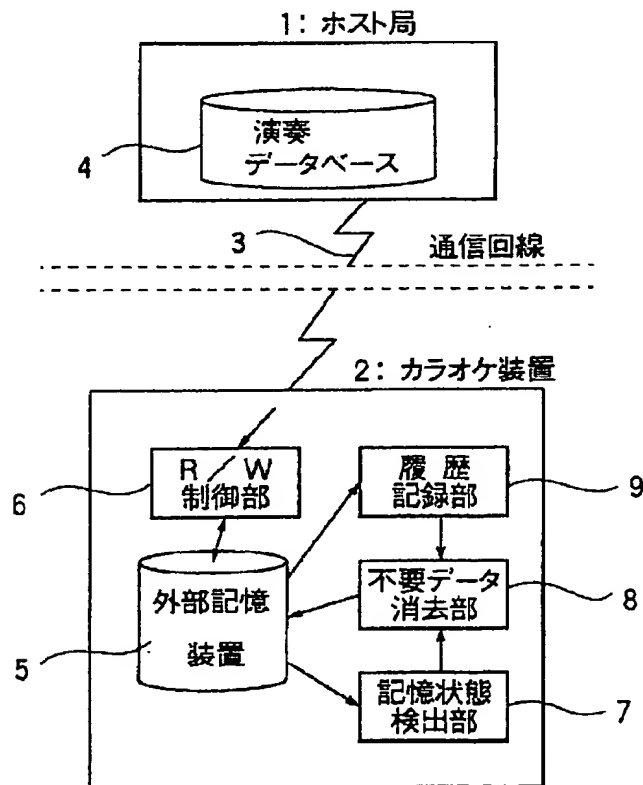 1: ホスト局
演奏
データベース
4
3
通信回線
2: カラオケ装置
R／W
制御部
6
履 歴
記録部
9
外部記憶
装置
5
不要データ
消去部
8
記憶状態
検出部
7